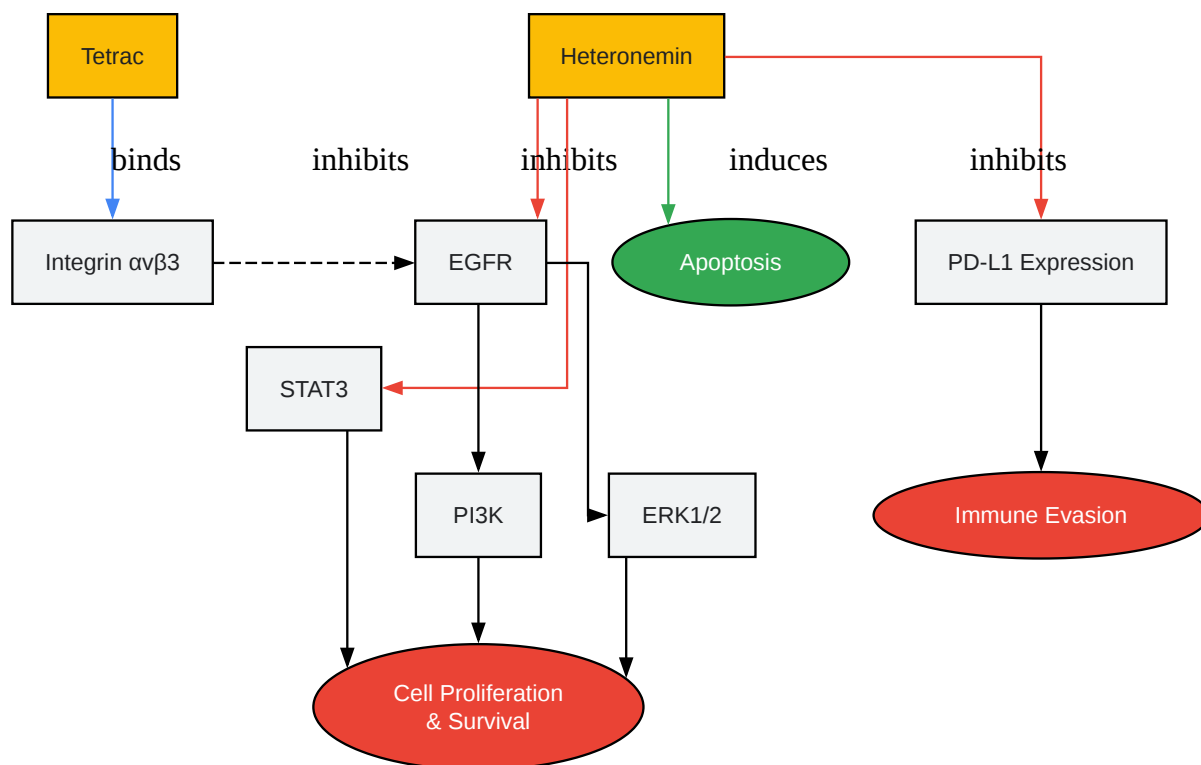 Tetrac
Heteronemin
binds
inhibits
inhibits
induces
inhibits
Integrin αvβ3
EGFR
Apoptosis
PD-L1 Expression
STAT3
PI3K
ERK1/2
Immune Evasion
Cell Proliferation
& Survival